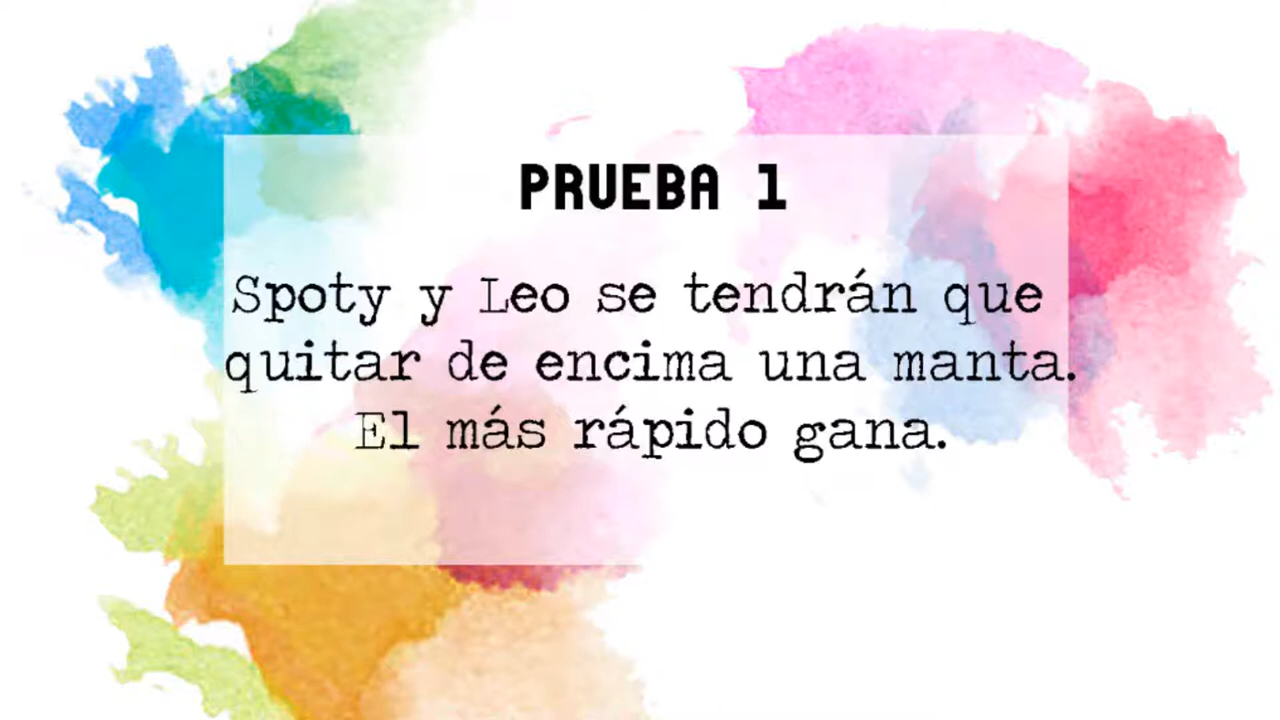 PRUEBA 1
Spoty y Leo se tendrán que
quitar de encima una manta.
El más rápido gana.